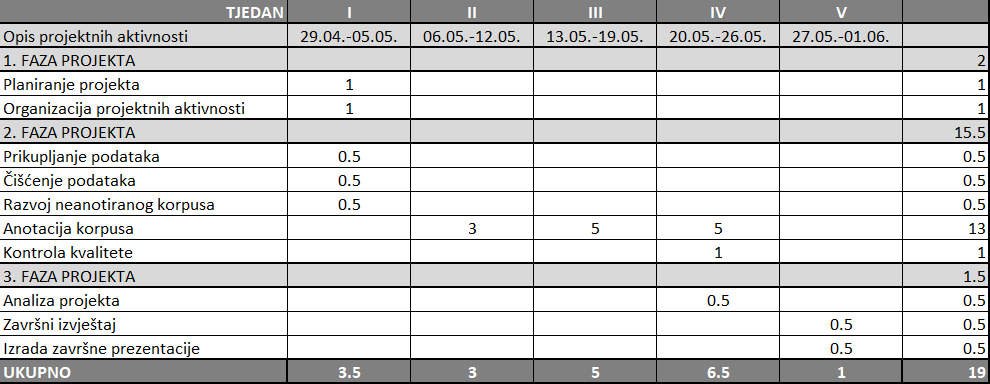 TJEDAN I II III IV V
Opis projektnih aktivnosti 29.04.-05.05. 06.05.-12.05. 13.05.-19.05. 20.05.-26.05. 27.05.-01.06.
1. FAZA PROJEKTA 2
Planiranje projekta 1 1
Organizacija projektnih aktivnosti 1 1
2. FAZA PROJEKTA 15.5
Prikupljanje podataka 0.5 0.5
Čišćenje podataka 0.5 0.5
Razvoj neanotiranog korpusa 0.5 0.5
Anotacija korpusa 3 5 5 13
Kontrola kvalitete 1 1
3. FAZA PROJEKTA 1.5
Analiza projekta 0.5 0.5
Završni izvještaj 0.5 0.5
Izrada završne prezentacije 0.5 0.5
UKUPNO 3.5 3 5 6.5 1 19